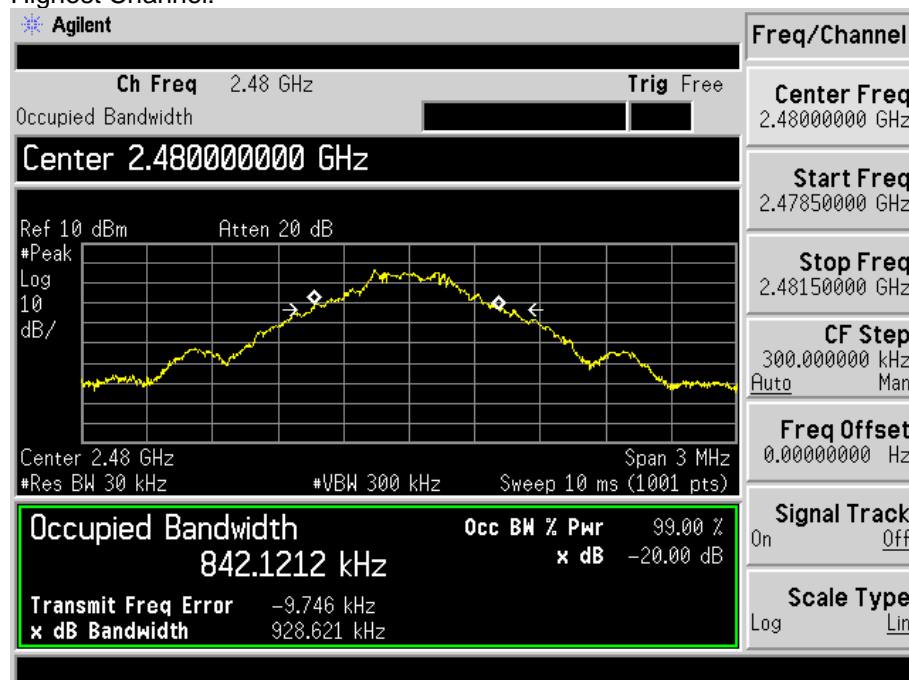 Highest Channel:
Agilent
Freq/Channel
Ch Freq 2.48 GHz Trig Free
Occupied Bandwidth
Center 2.480000000 GHz
Ref 10 dBm Atten 20 dB
#Peak
Log
10
dB/
Center 2.48 GHz Span 3 MHz
#Res BW 30 kHz #VBW 300 kHz Sweep 10 ms (1001 pts)
Occupied Bandwidth Occ BW % Pwr 99.00 %
842.1212 kHz x dB -20.00 dB
Transmit Freq Error -9.746 kHz
x dB Bandwidth 928.621 kHz
Center Freq
2.48000000 GHz
Start Freq
2.47850000 GHz
Stop Freq
2.48150000 GHz
CF Step
300.000000 kHz
Auto Man
Freq Offset
0.00000000 Hz
Signal Track
On Off
Scale Type
Log Lin